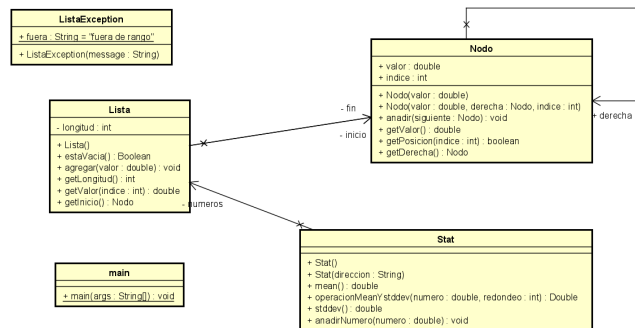 ListaException
+ fuera : String = "fuera de rango"
+ ListaException(message : String)
Nodo
+ valor : double
+ indice : int
+ Nodo(valor : double)
+ Nodo(valor : double, derecha : Nodo, indice : int)
+ anadir(siguiente : Nodo) : void
+ getValor() : double
+ getPosicion(indice : int) : boolean
+ getDerecha() : Nodo
+ derecha
Lista
- longitud : int
+ Lista()
+ estaVacia() : Boolean
+ agregar(valor : double) : void
+ getLongitud() : int
+ getValor(indice : int) : double
+ getInicio() : Nodo
- fin
- inicio
- numeros
Stat
+ Stat()
+ Stat(direccion : String)
+ mean() : double
+ operacionMeanYstddev(numero : double, redondeo : int) : Double
+ stddev() : double
+ anadirNumero(numero : double) : void
main
+ main(args : String[]) : void